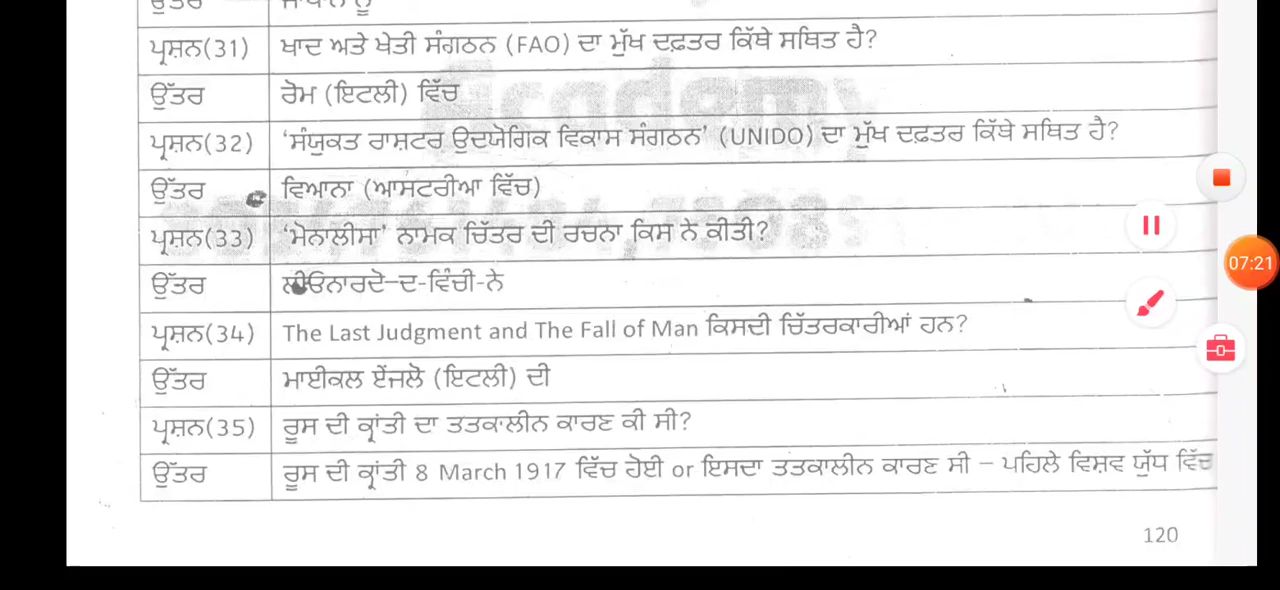 ਉੱਤਰ ਜਾਪਾਨ ਨੂੰ
ਪ੍ਰਸ਼ਨ(31) ਖਾਦ ਅਤੇ ਖੇਤੀ ਸੰਗਠਨ (FAO) ਦਾ ਮੁੱਖ ਦਫ਼ਤਰ ਕਿੱਥੇ ਸਥਿਤ ਹੈ?
ਉੱਤਰ ਰੋਮ (ਇਟਲੀ) ਵਿੱਚ
ਪ੍ਰਸ਼ਨ(32) ‘ਸੰਯੁਕਤ ਰਾਸ਼ਟਰ ਉਦਯੋਗਿਕ ਵਿਕਾਸ ਸੰਗਠਨ’ (UNIDO) ਦਾ ਮੁੱਖ ਦਫ਼ਤਰ ਕਿੱਥੇ ਸਥਿਤ ਹੈ?
ਉੱਤਰ ਵਿਆਨਾ (ਆਸਟਰੀਆ ਵਿੱਚ)
ਪ੍ਰਸ਼ਨ(33) ‘ਮੋਨਾਲੀਸਾ’ ਨਾਮਕ ਚਿੱਤਰ ਦੀ ਰਚਨਾ ਕਿਸ ਨੇ ਕੀਤੀ?
ਉੱਤਰ ਲੀਓਨਾਰਦੋ–ਦ-ਵਿੰਚੀ-ਨੇ
ਪ੍ਰਸ਼ਨ(34) The Last Judgment and The Fall of Man ਕਿਸਦੀ ਚਿੱਤਰਕਾਰੀਆਂ ਹਨ?
ਉੱਤਰ ਮਾਈਕਲ ਏਂਜਲੋ (ਇਟਲੀ) ਦੀ
ਪ੍ਰਸ਼ਨ(35) ਰੂਸ ਦੀ ਕ੍ਰਾਂਤੀ ਦਾ ਤਤਕਾਲੀਨ ਕਾਰਣ ਕੀ ਸੀ?
ਉੱਤਰ ਰੂਸ ਦੀ ਕ੍ਰਾਂਤੀ 8 March 1917 ਵਿੱਚ ਹੋਈ or ਇਸਦਾ ਤਤਕਾਲੀਨ ਕਾਰਣ ਸੀ – ਪਹਿਲੇ ਵਿਸ਼ਵ ਯੁੱਧ ਵਿੱਚ
120
Academy
07:21